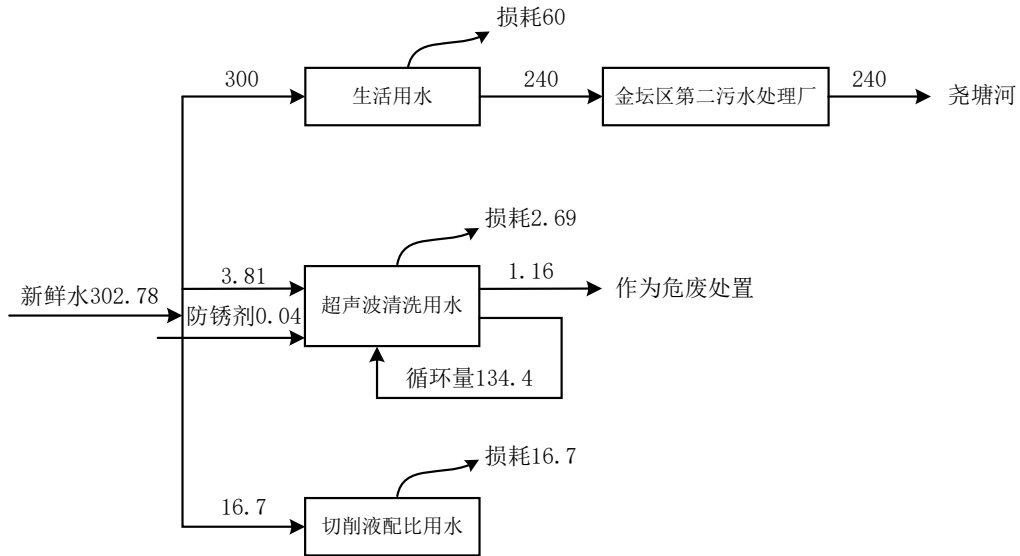 损耗60
300
生活用水
240
金坛区第二污水处理厂
240
尧塘河
损耗2.69
3.81
超声波清洗用水
1.16
作为危废处置
新鲜水302.78
防锈剂0.04
循环量134.4
损耗16.7
16.7
切削液配比用水